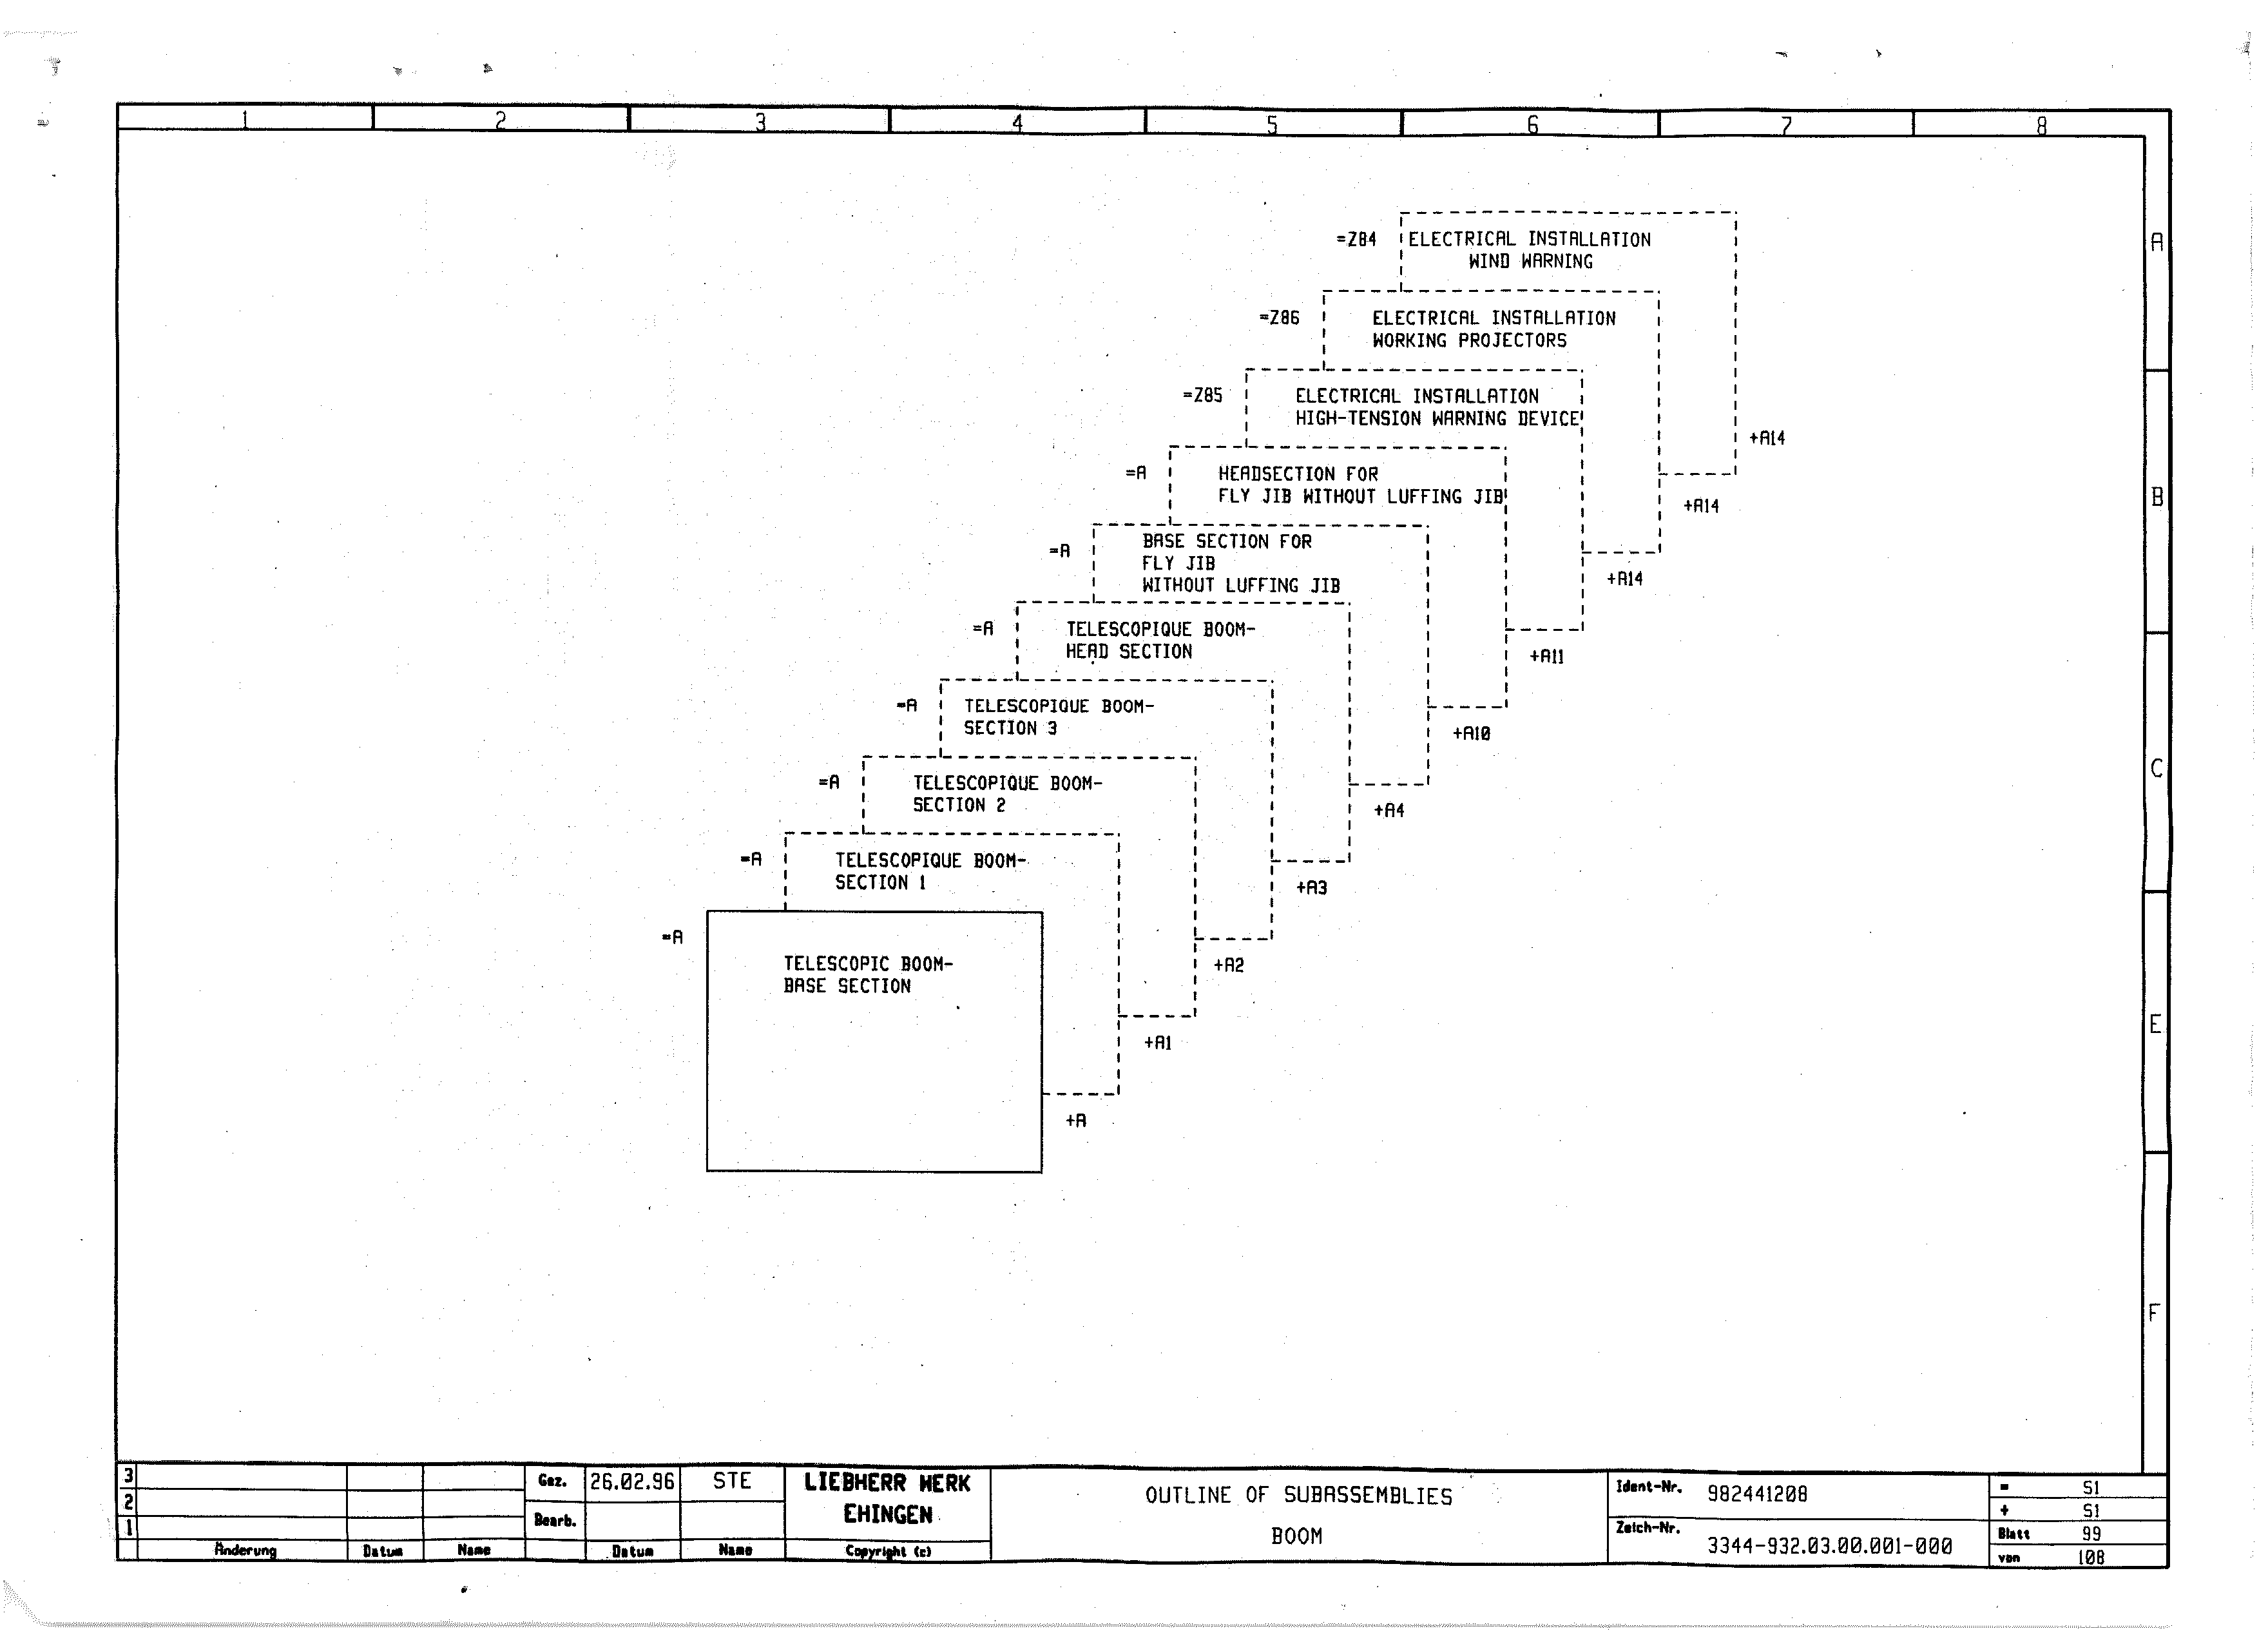 1 2 3 4 5 6 7 8
A
B
C
E
F
=Z84 ELECTRICAL INSTALLATION
WIND WARNING
=Z86 ELECTRICAL INSTALLATION
WORKING PROJECTORS
=Z85 ELECTRICAL INSTALLATION
HIGH-TENSION WARNING DEVICE
+A14
=A HEADSECTION FOR
FLY JIB WITHOUT LUFFING JIB
+A14
=A BASE SECTION FOR
FLY JIB
WITHOUT LUFFING JIB
+A14
=A TELESCOPIQUE BOOM-
HEAD SECTION
+A11
=A TELESCOPIQUE BOOM-
SECTION 3
+A10
=A TELESCOPIQUE BOOM-
SECTION 2
+A4
=A TELESCOPIQUE BOOM-
SECTION 1
+A3
=A
TELESCOPIC BOOM-
BASE SECTION
+A2
+A1
+A
3
2
1
Änderung Datum Name
Gez. 26.02.96 STE
Bearb.
Datum Name
LIEBHERR WERK
EHINGEN
Copyright (c)
OUTLINE OF SUBASSEMBLIES
BOOM
Ident-Nr. 982441208
Zeich-Nr.
3344-932.03.00.001-000
= S1
+ S1
Blatt 99
von 108